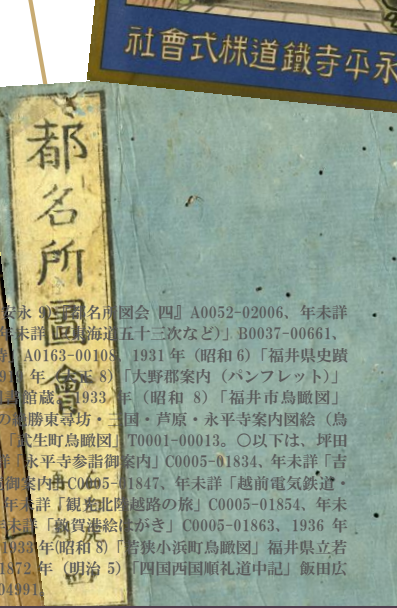 社會式株道鐵寺平永
都名所圖會
安永 9)『都名所図会 四』A0052-02006、年未詳
年未詳「東海道五十三次など)」B0037-00661、
A0163-00108、1931 年（昭和 6)「福井県史蹟
年（大正 8)「大野郡案内（パンフレット)」
館蔵、1933 年（昭和 8)「福井市鳥瞰図」
の絶勝東尋坊・三国・芦原・永平寺案内図絵（鳥
「武生町鳥瞰図」T0001-00013。○以下は、坪田
詳「永平寺参詣御案内」C0005-01834、年未詳「吉
御案内」C0005-01847、年未詳「越前電気鉄道・
年未詳「観光北陸越路の旅」C0005-01854、年未
年未詳「敦賀港絵はがき」C0005-01863、1936 年
1933 年(昭和 8)「若狭小浜町鳥瞰図」福井県立若
1872 年（明治 5)「四国西国順礼道中記」飯田広
04991。